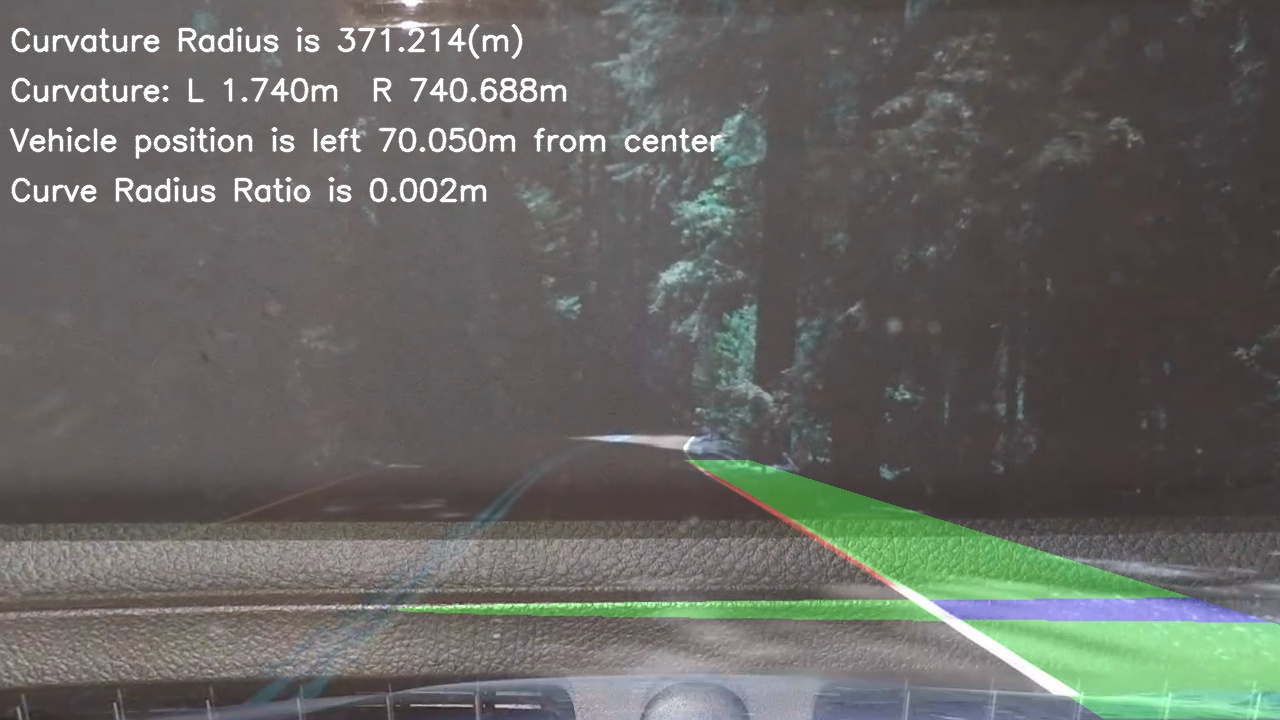 Curvature Radius is 371.214(m)
Curvature: L 1.740m R 740.688m
Vehicle position is left 70.050m from center
Curve Radius Ratio is 0.002m